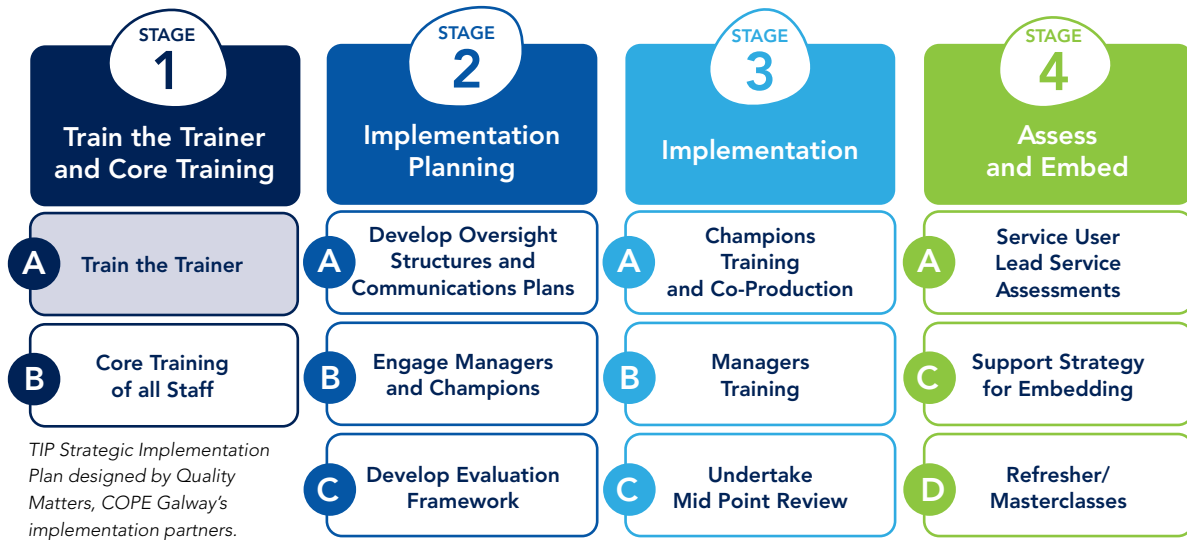 STAGE
1
Train the Trainer
and Core Training
A
Train the Trainer
B
Core Training
of all Staff
TIP Strategic Implementation
Plan designed by Quality
Matters, COPE Galway’s
implementation partners.
STAGE
2
Implementation
Planning
A
Develop Oversight
Structures and
Communications Plans
B
Engage Managers
and Champions
C
Develop Evaluation
Framework
STAGE
3
Implementation
A
Champions
Training
and Co-Production
B
Managers
Training
C
Undertake
Mid Point Review
STAGE
4
Assess
and Embed
A
Service User
Lead Service
Assessments
C
Support Strategy
for Embedding
D
Refresher/
Masterclasses